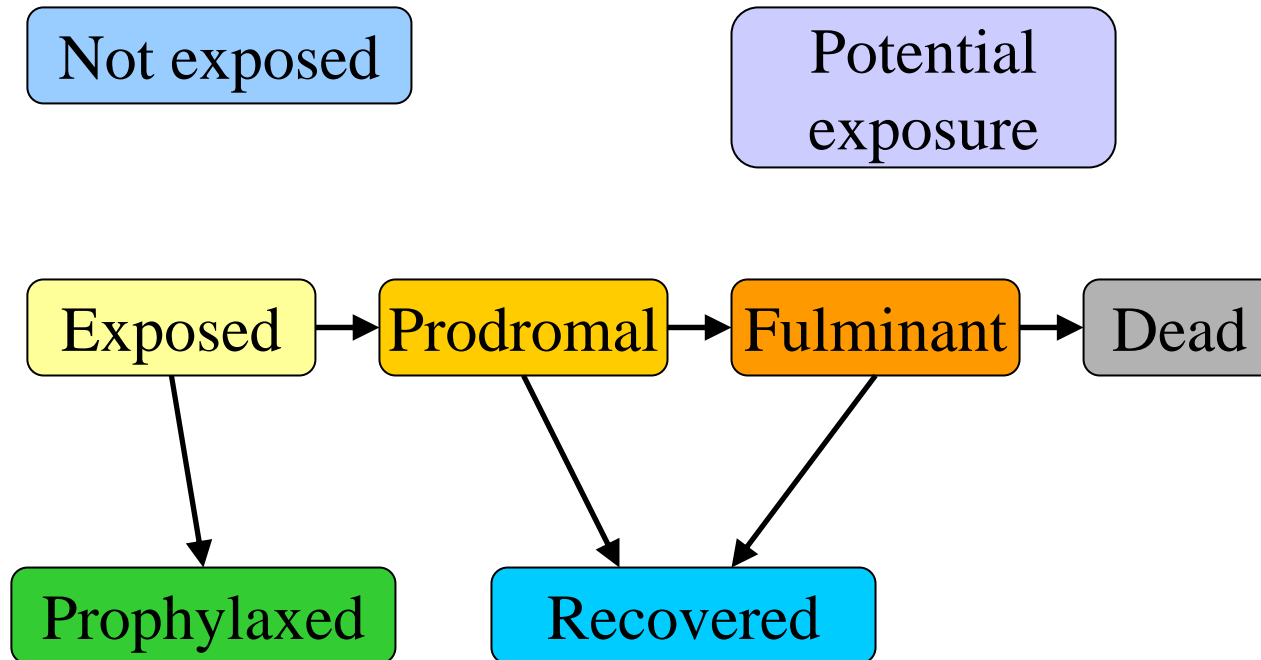 Not exposed
Potential
exposure
Exposed
Prodromal
Fulminant
Dead
Prophylaxed
Recovered